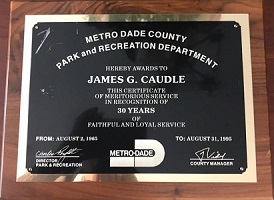 METRO DADE COUNTY
PARK and RECREATION DEPARTMENT
HEREBY AWARDS TO
JAMES G. CAUDLE
THIS CERTIFICATE
OF MERITORIOUS SERVICE
IN RECOGNITION OF
30 YEARS
OF
FAITHFUL AND LOYAL SERVICE
FROM: AUGUST 2, 1965
TO: AUGUST 31, 1995
DIRECTOR
PARK & RECREATION
METRO-DADE
COUNTY MANAGER